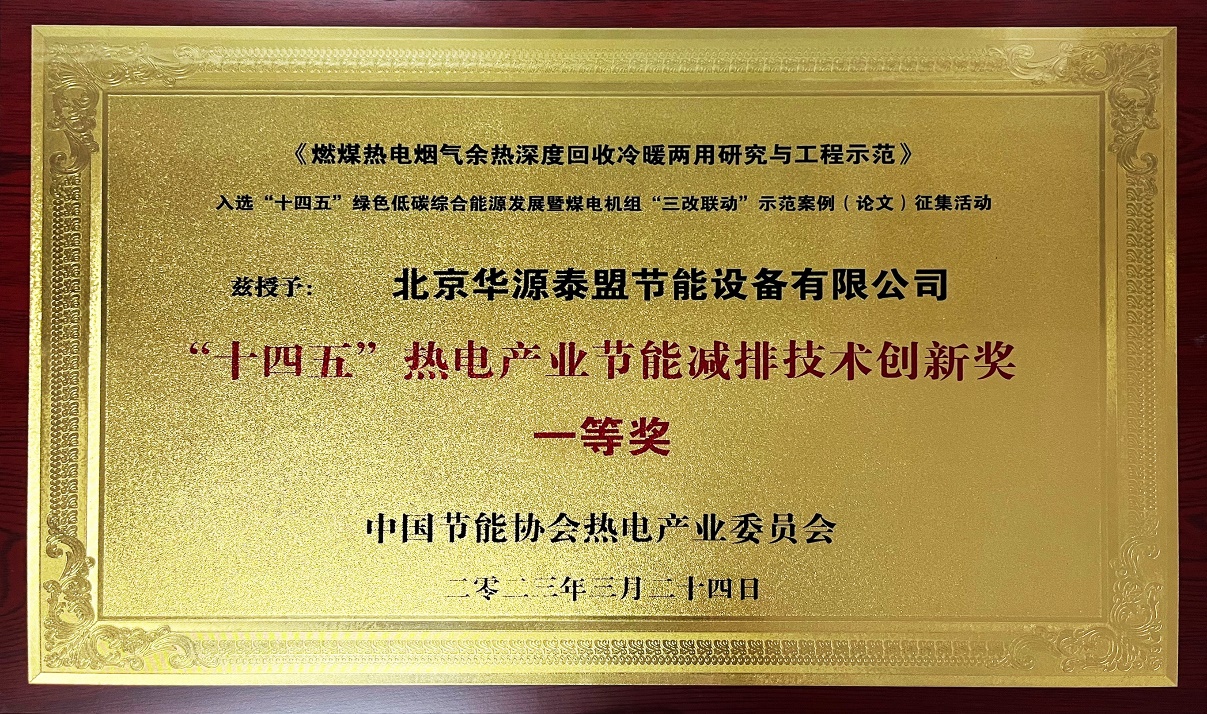 《燃煤热电烟气余热深度回收冷暖两用研究与工程示范》
入选“十四五”绿色低碳综合能源发展暨煤电机组“三改联动”示范案例（论文）征集活动
兹授予: 北京华源泰盟节能设备有限公司
“十四五”热电产业节能减排技术创新奖
一等奖
中国节能协会热电产业委员会
二零二三年三月二十四日